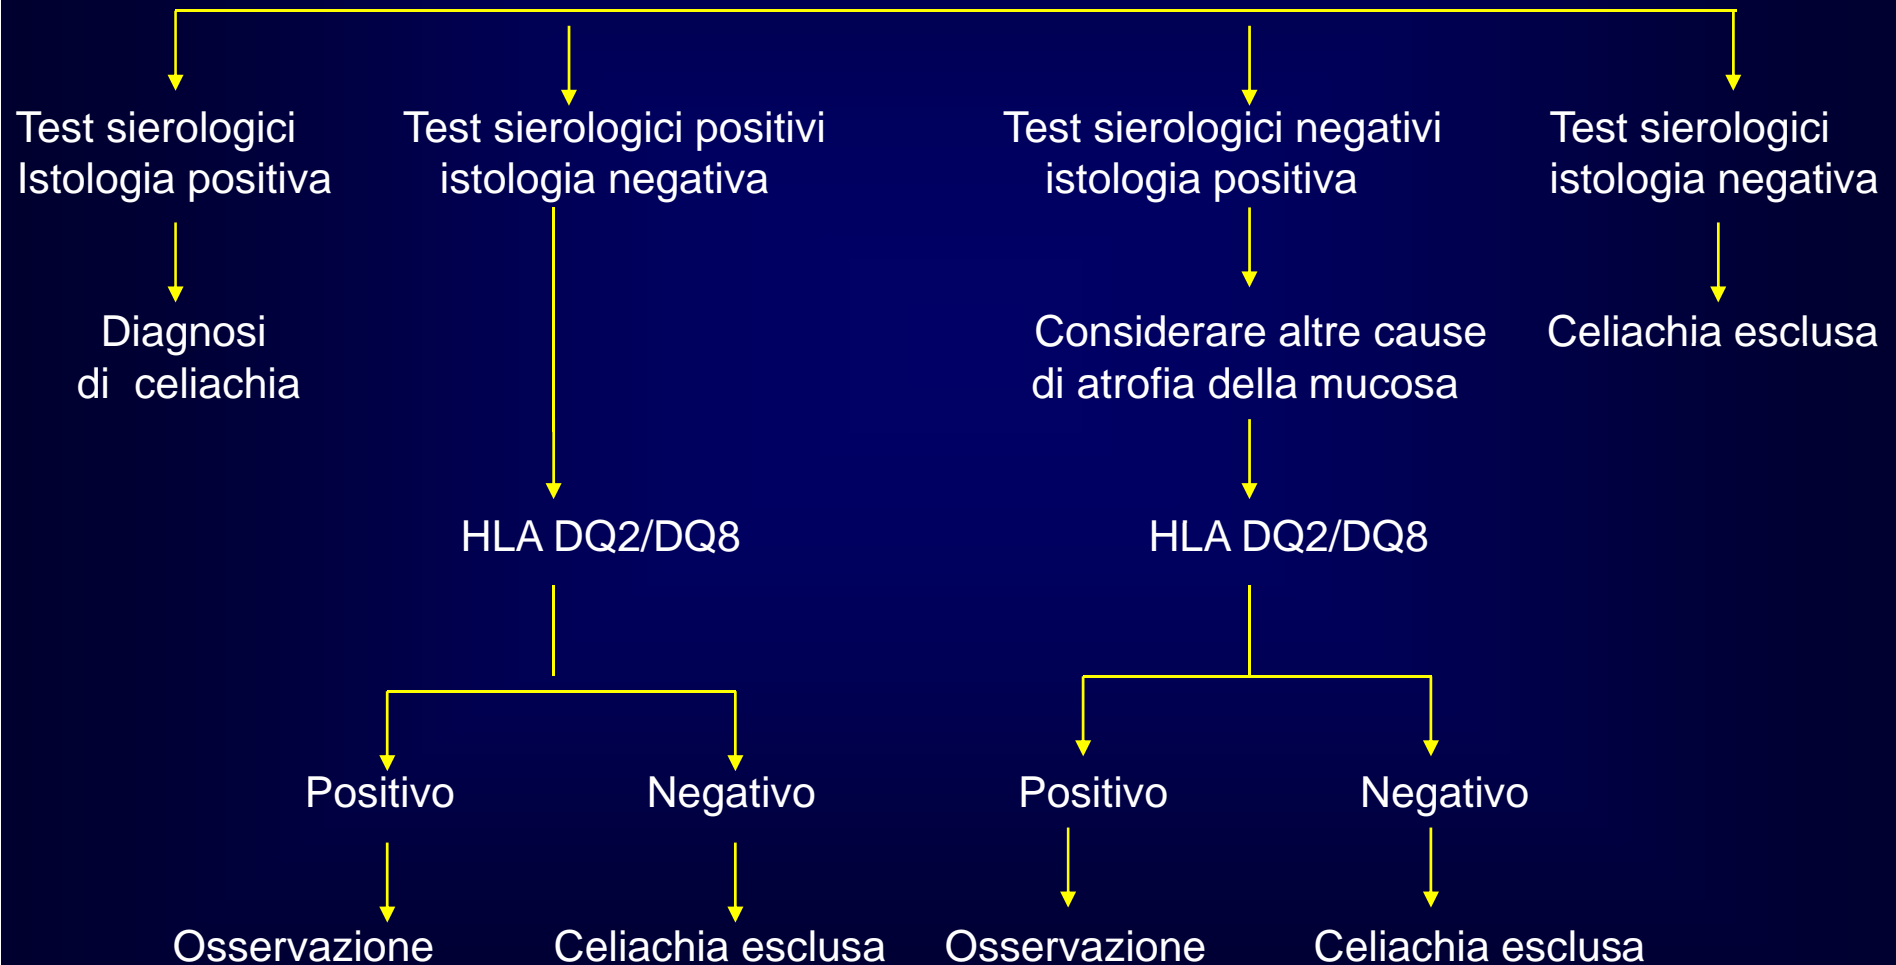 Test sierologici
Istologia positiva
Test sierologici positivi
istologia negativa
Test sierologici negativi
istologia positiva
Test sierologici
istologia negativa
Diagnosi
di celiachia
Considerare altre cause
di atrofia della mucosa
Celiachia esclusa
HLA DQ2/DQ8
HLA DQ2/DQ8
Positivo
Negativo
Positivo
Negativo
Osservazione
Celiachia esclusa
Osservazione
Celiachia esclusa